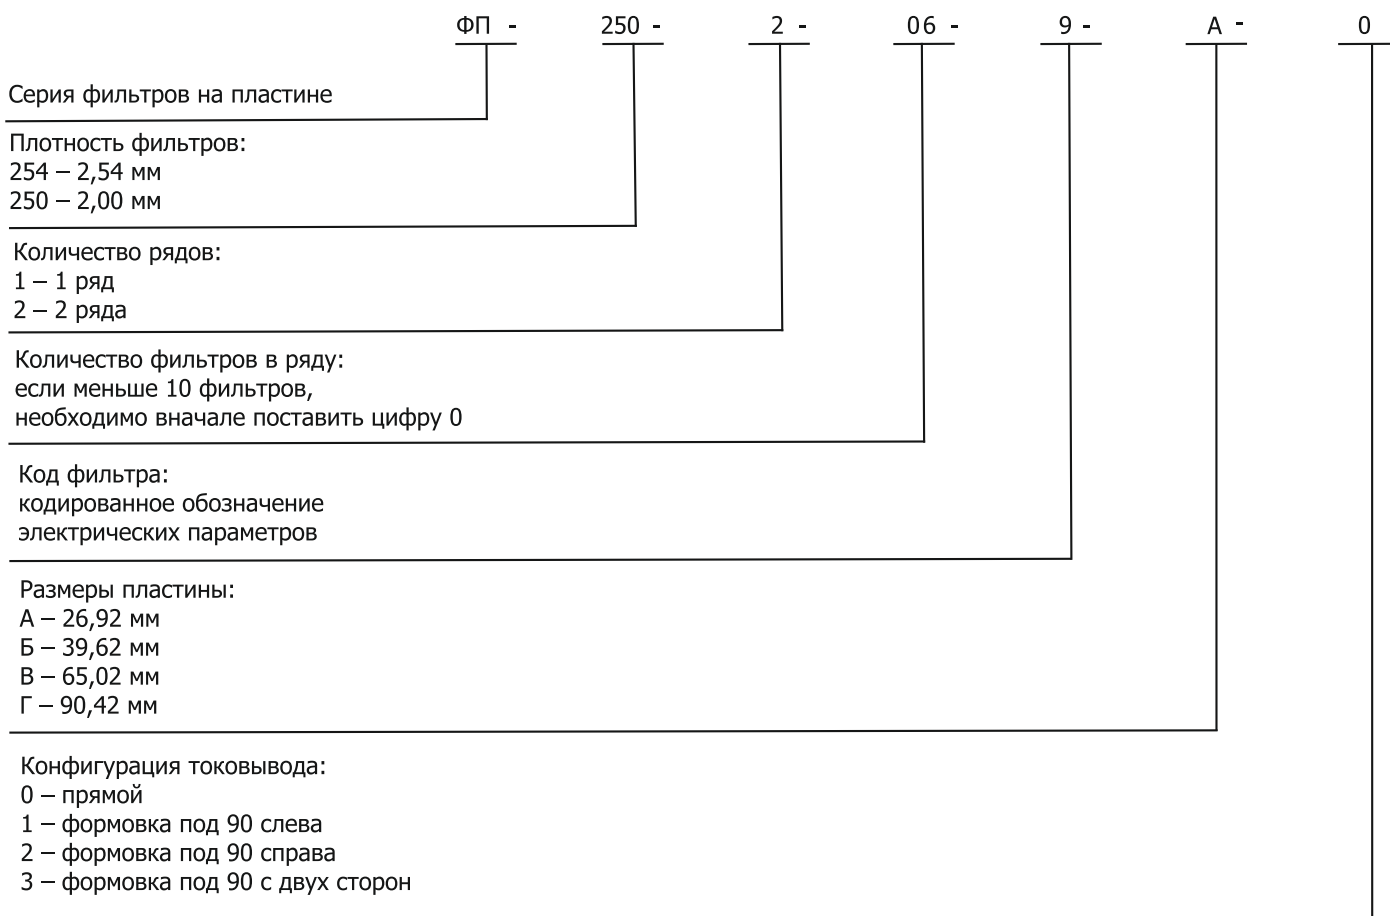 ФП - 250 - 2 - 06 - 9 - А - 0
Серия фильтров на пластине
Плотность фильтров:
254 – 2,54 мм
250 – 2,00 мм
Количество рядов:
1 – 1 ряд
2 – 2 ряда
Количество фильтров в ряду:
если меньше 10 фильтров,
необходимо вначале поставить цифру 0
Код фильтра:
кодированное обозначение
электрических параметров
Размеры пластины:
А – 26,92 мм
Б – 39,62 мм
В – 65,02 мм
Г – 90,42 мм
Конфигурация токовывода:
0 – прямой
1 – формовка под 90 слева
2 – формовка под 90 справа
3 – формовка под 90 с двух сторон